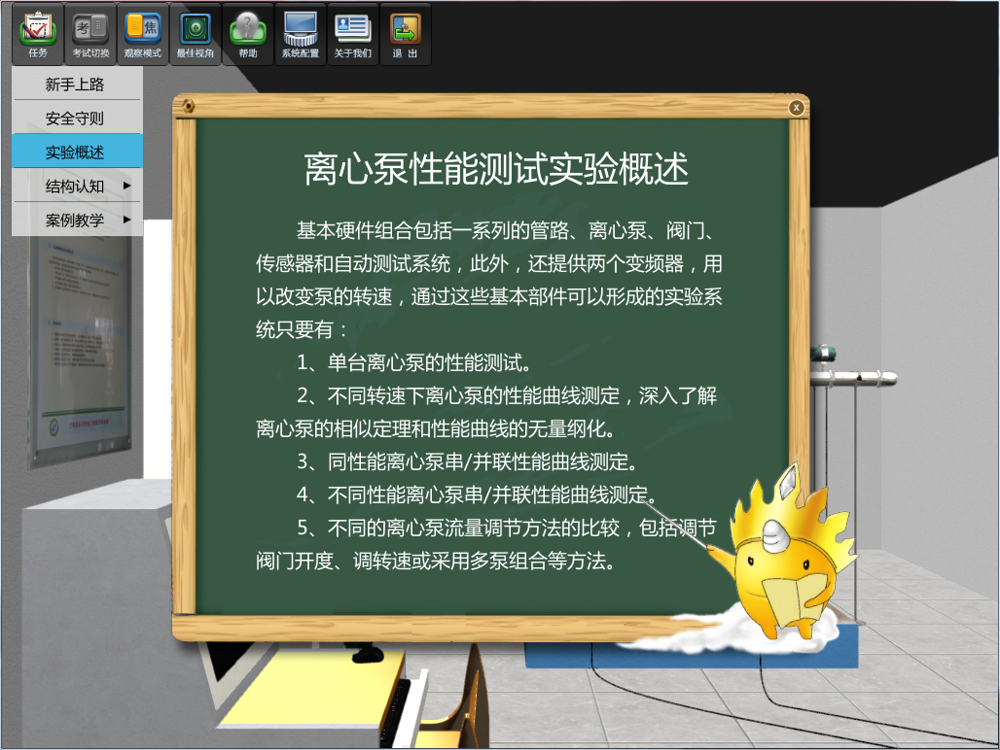 任务 考试切换 观察模式 最佳视角 帮助 系统配置 关于我们 退 出
考 焦
新手上路
安全守则
实验概述
结构认知
案例教学
x
离心泵性能测试实验概述
基本硬件组合包括一系列的管路、离心泵、阀门、
传感器和自动测试系统，此外，还提供两个变频器，用
以改变泵的转速，通过这些基本部件可以形成的实验系
统只要有：
1、单台离心泵的性能测试。
2、不同转速下离心泵的性能曲线测定，深入了解
离心泵的相似定理和性能曲线的无量纲化。
3、同性能离心泵串/并联性能曲线测定。
4、不同性能离心泵串/并联性能曲线测定。
5、不同的离心泵流量调节方法的比较，包括调节
阀门开度、调转速或采用多泵组合等方法。